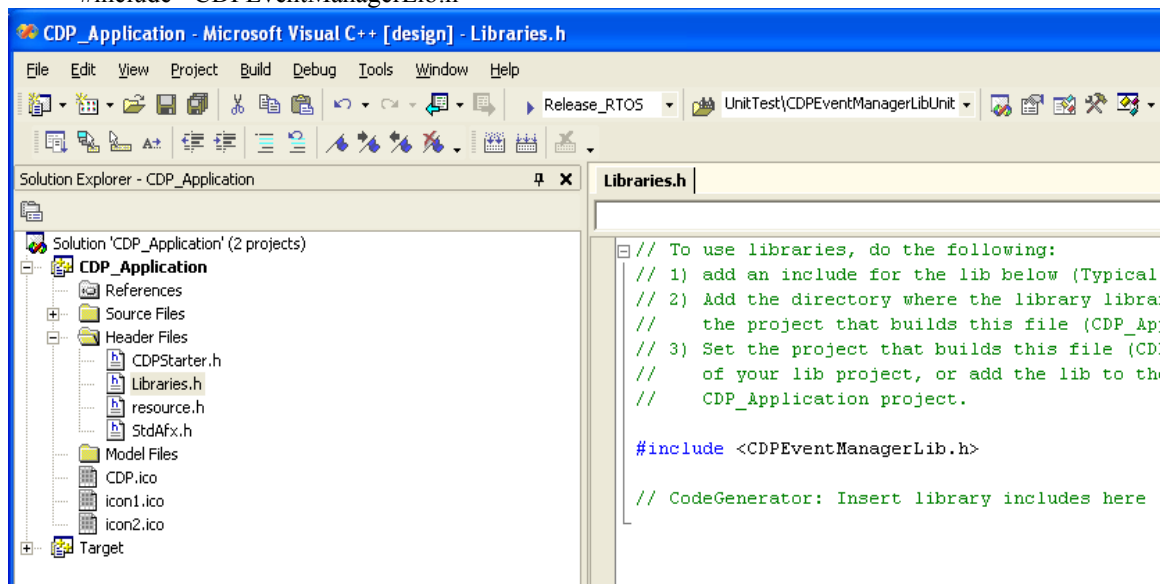 #include <CDPEventManagerLib.h>
CDP_Application - Microsoft Visual C++ [design] - Libraries.h
File Edit View Project Build Debug Tools Window Help
Release_RTOS UnitTest\CDPEventManagerLibUnit
Solution Explorer - CDP_Application
Libraries.h
Solution 'CDP_Application' (2 projects)
CDP_Application
References
Source Files
Header Files
CDPStarter.h
Libraries.h
resource.h
StdAfx.h
Model Files
CDP.ico
icon1.ico
icon2.ico
Target
// To use libraries, do the following:
// 1) add an include for the lib below (Typical
// 2) Add the directory where the library librar
// the project that builds this file (CDP_Ap
// 3) Set the project that builds this file (CD
// of your lib project, or add the lib to the
// CDP_Application project.
#include <CDPEventManagerLib.h>
// CodeGenerator: Insert library includes here